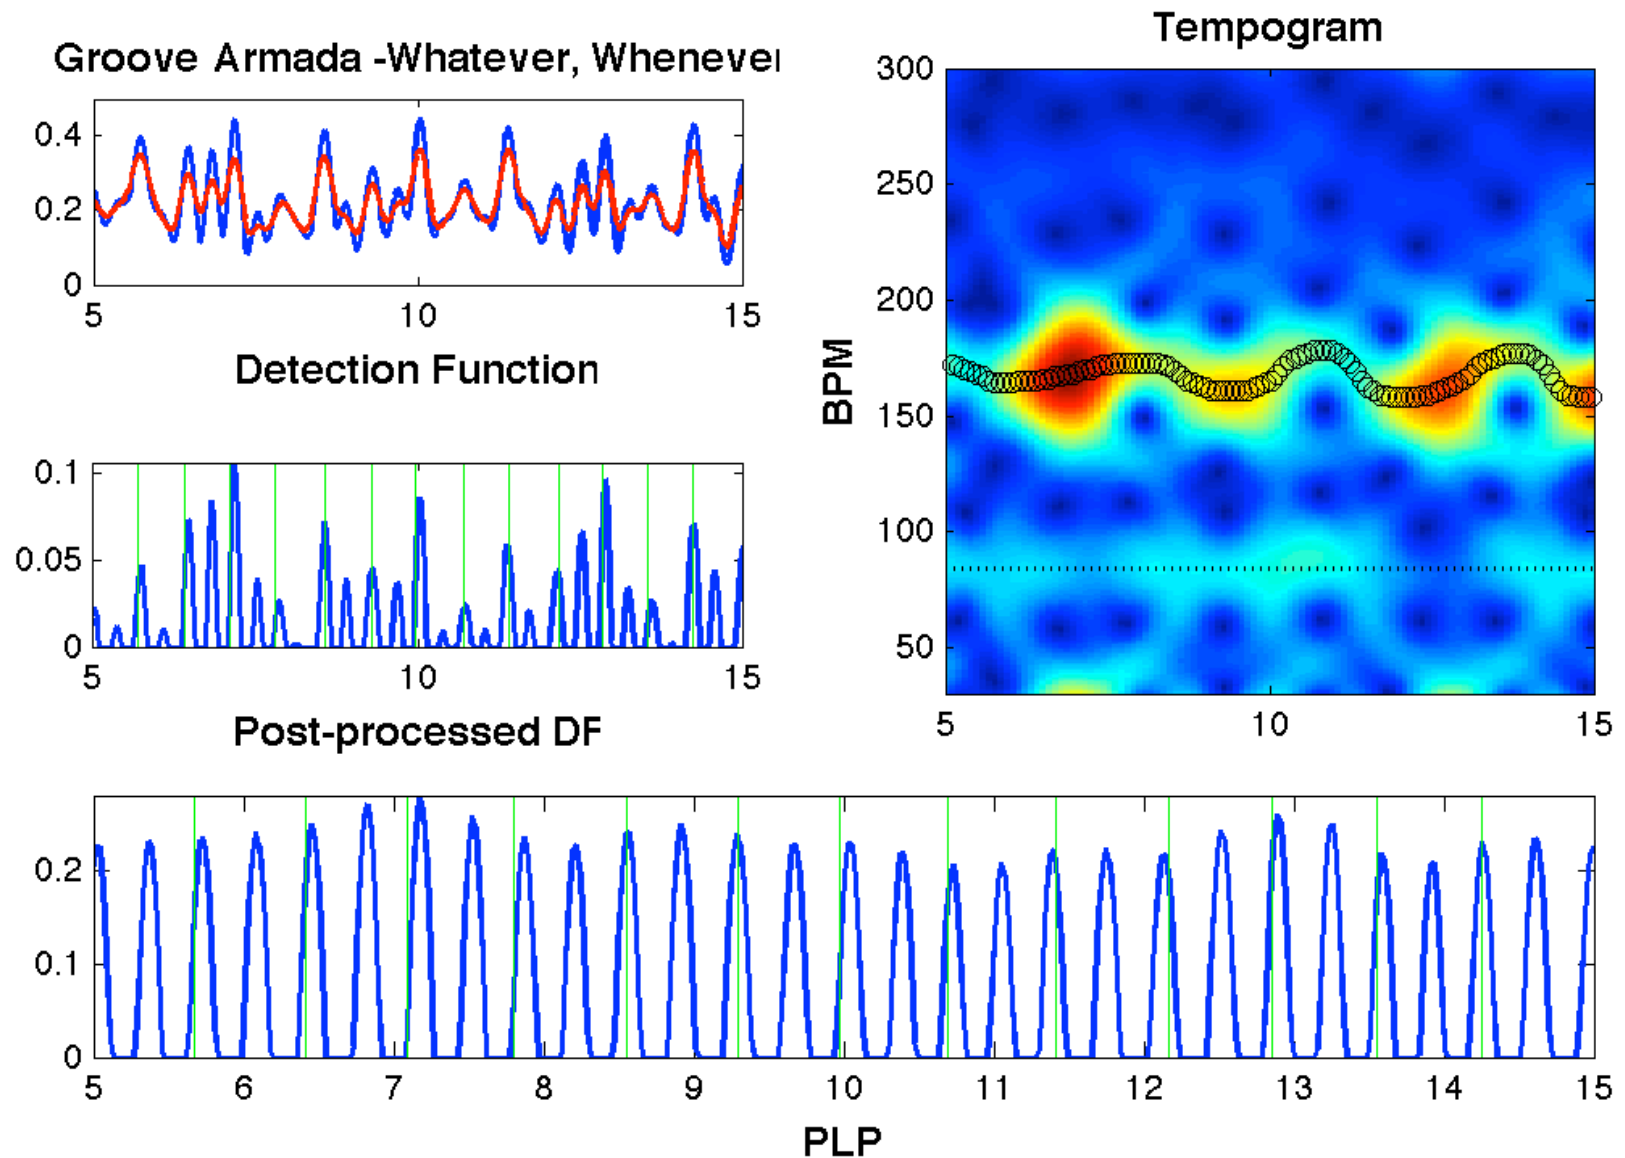 Groove Armada -Whatever, Whenever
0.4
0.2
0
5 10 15
Detection Function
0.1
0.05
0
5 10 15
Post-processed DF
Tempogram
300
250
200
150
100
50
BPM
5 10 15
0.2
0.1
0
5 6 7 8 9 10 11 12 13 14 15
PLP